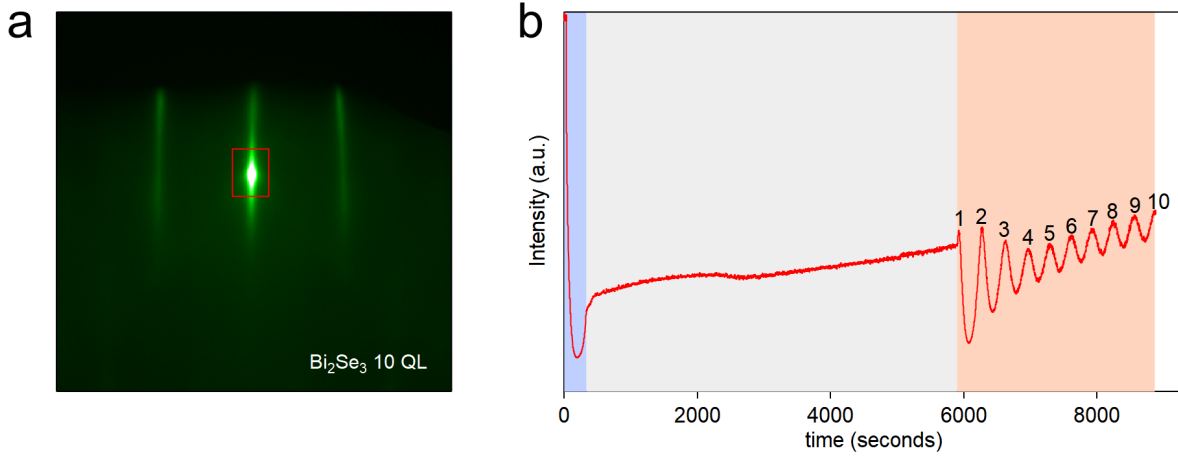 a
Bi₂Se₃ 10 QL
b
Intensity (a.u.)
1 2 3 4 5 6 7 8 9 10
0 2000 4000 6000 8000
time (seconds)